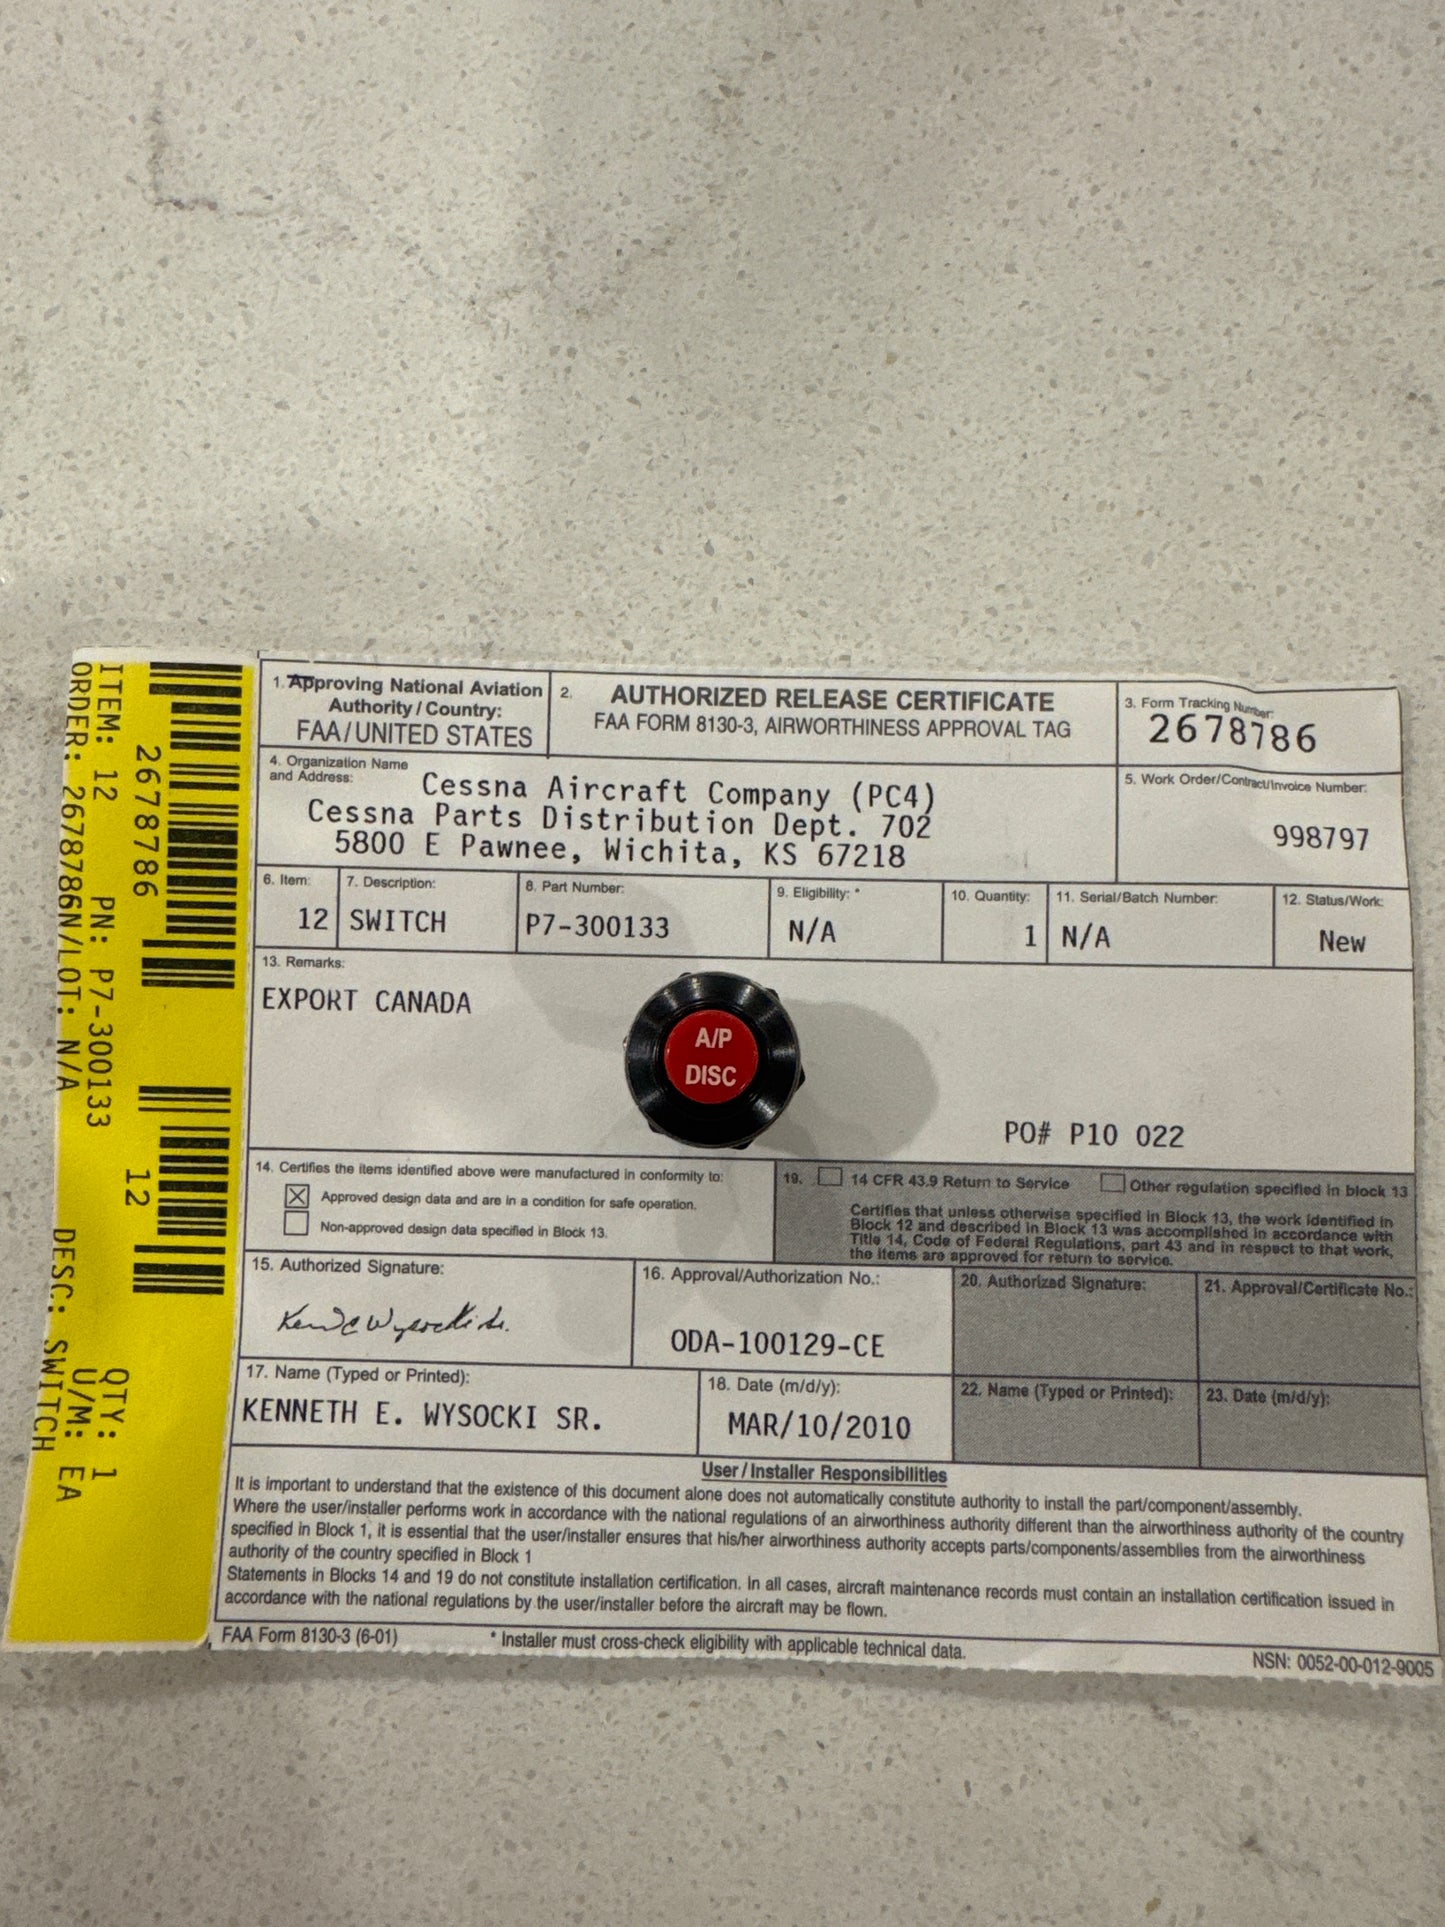 ITEM: 12 PN: P7-300133 QTY: 1
ORDER: 2678786N/LOT: N/A U/M: EA
DESC: SWITCH
2678786 12
1. Approving National Aviation
Authority / Country:
FAA/UNITED STATES
2.
AUTHORIZED RELEASE CERTIFICATE
FAA FORM 8130-3, AIRWORTHINESS APPROVAL TAG
3. Form Tracking Number:
2678786
4. Organization Name
and Address:
Cessna Aircraft Company (PC4)
Cessna Parts Distribution Dept. 702
5800 E Pawnee, Wichita, KS 67218
5. Work Order/Contract/Invoice Number:
998797
6. Item:
12
7. Description:
SWITCH
8. Part Number:
P7-300133
9. Eligibility: *
N/A
10. Quantity:
1
11. Serial/Batch Number:
N/A
12. Status/Work:
New
13. Remarks:
EXPORT CANADA
A/P
DISC
PO# P10 022
14. Certifies the items identified above were manufactured in conformity to:
Approved design data and are in a condition for safe operation.
Non-approved design data specified in Block 13.
19. 14 CFR 43.9 Return to Service Other regulation specified in block 13
Certifies that unless otherwise specified in Block 13, the work identified in
Block 12 and described in Block 13 was accomplished in accordance with
Title 14, Code of Federal Regulations, part 43 and in respect to that work,
the items are approved for return to service.
15. Authorized Signature:
16. Approval/Authorization No.:
ODA-100129-CE
20. Authorized Signature:
21. Approval/Certificate No.:
17. Name (Typed or Printed):
KENNETH E. WYSOCKI SR.
18. Date (m/d/y):
MAR/10/2010
22. Name (Typed or Printed):
23. Date (m/d/y):
User / Installer Responsibilities
It is important to understand that the existence of this document alone does not automatically constitute authority to install the part/component/assembly.
Where the user/installer performs work in accordance with the national regulations of an airworthiness authority different than the airworthiness authority of the country
specified in Block 1, it is essential that the user/installer ensures that his/her airworthiness authority accepts parts/components/assemblies from the airworthiness
authority of the country specified in Block 1
Statements in Blocks 14 and 19 do not constitute installation certification. In all cases, aircraft maintenance records must contain an installation certification issued in
accordance with the national regulations by the user/installer before the aircraft may be flown.
FAA Form 8130-3 (6-01)
* Installer must cross-check eligibility with applicable technical data.
NSN: 0052-00-012-9005